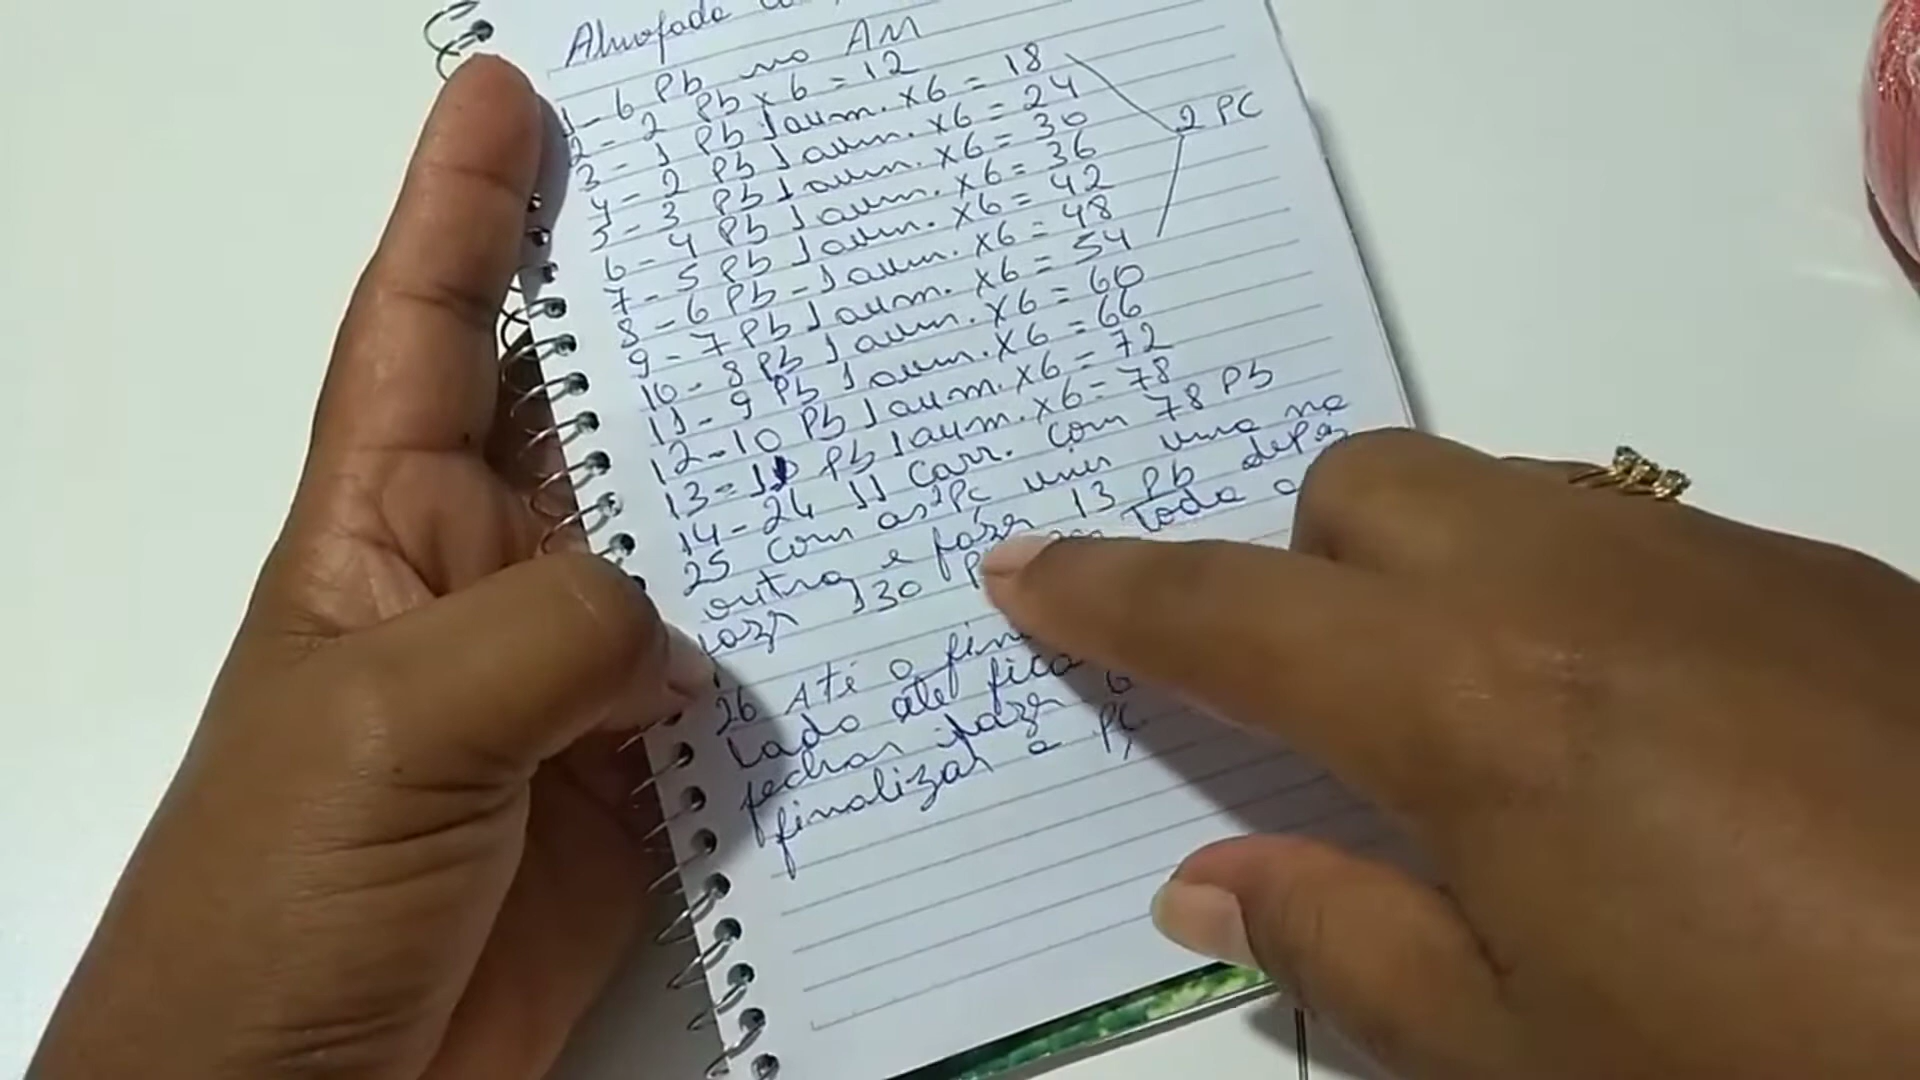 Almofada
1- 6 Pb no AM
2- 2 Pb x6 = 12
3- 1 Pb 1 aum. x6 = 18
4- 2 Pb 1 aum. x6 = 24
5- 3 Pb 1 aum. x6 = 30
6- 4 Pb 1 aum. x6 = 36
7- 5 Pb 1 aum. x6 = 42
8- 6 Pb - 1 aum. x6 = 48
9- 7 Pb 1 aum. x6 = 54
10- 8 Pb 1 aum. x6 = 60
11- 9 Pb 1 aum. x6 = 66
12- 10 Pb 1 aum. x6 = 72
13- 11 Pb 1 aum. x6 = 78
2 PC
14-24 11 Carr. com 78 Pb
25 com as 2 Pç unir uma na
outra e fazer 13 Pb depois
fazer 130 toda a
26 Até o
lado até
fechar 6
finalizar a Pç